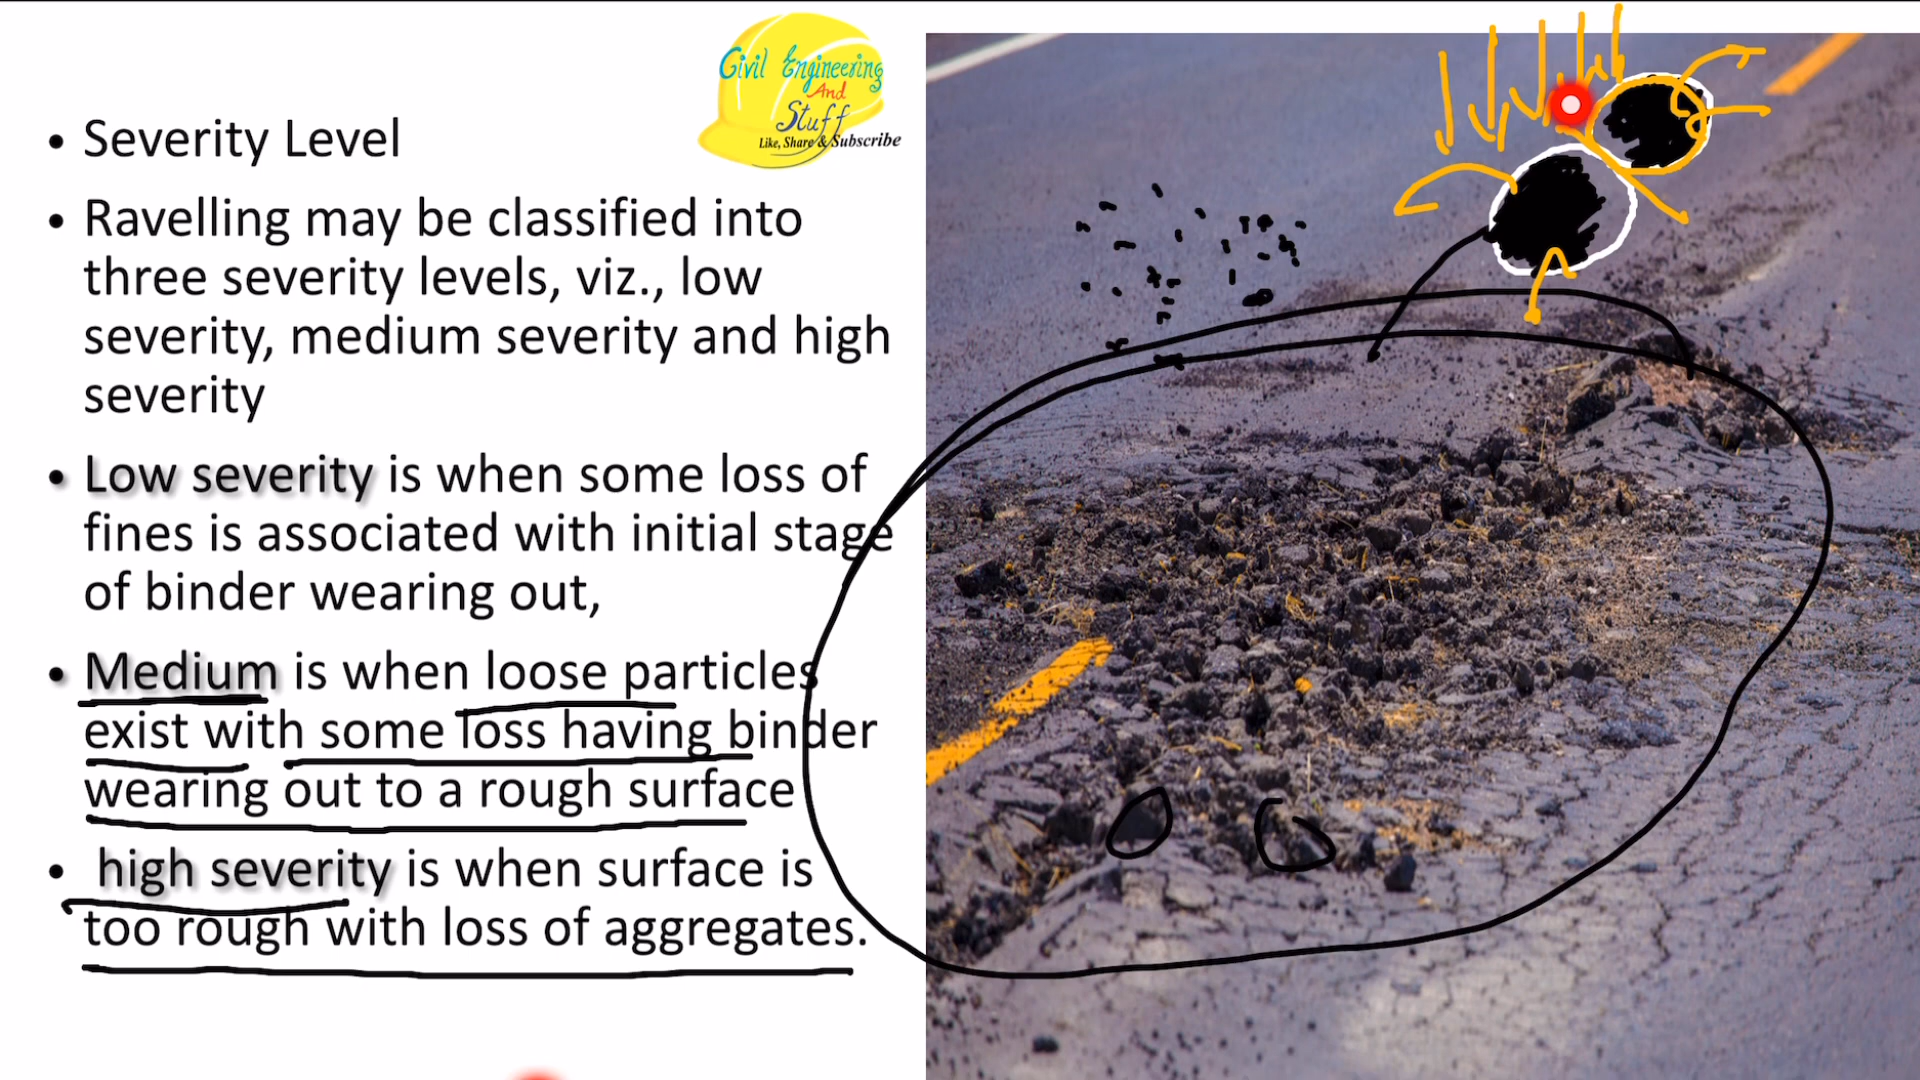 Civil Engineering
And
Stuff
Like, Share & Subscribe
• Severity Level
• Ravelling may be classified into
three severity levels, viz., low
severity, medium severity and high
severity
• Low severity is when some loss of
fines is associated with initial stage
of binder wearing out,
• Medium is when loose particles
exist with some loss having binder
wearing out to a rough surface
• high severity is when surface is
too rough with loss of aggregates.